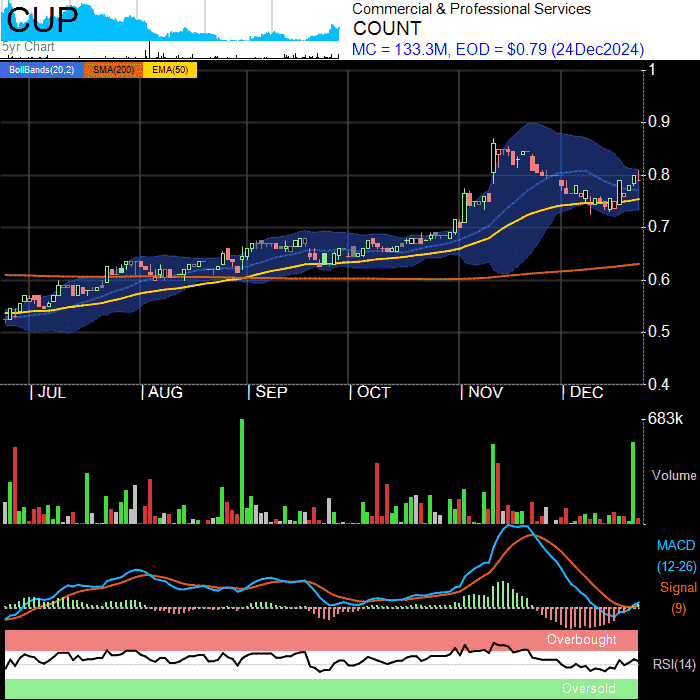 CUP
5yr Chart
Commercial & Professional Services
COUNT
MC = 133.3M, EOD = $0.79 (24Dec2024)
BollBands(20,2) SMA(200) EMA(50)
1
0.9
0.8
0.7
0.6
0.5
0.4
| JUL | AUG | SEP | OCT | NOV | DEC
683k
Volume
MACD
(12-26)
Signal
(9)
Overbought
RSI(14)
Oversold